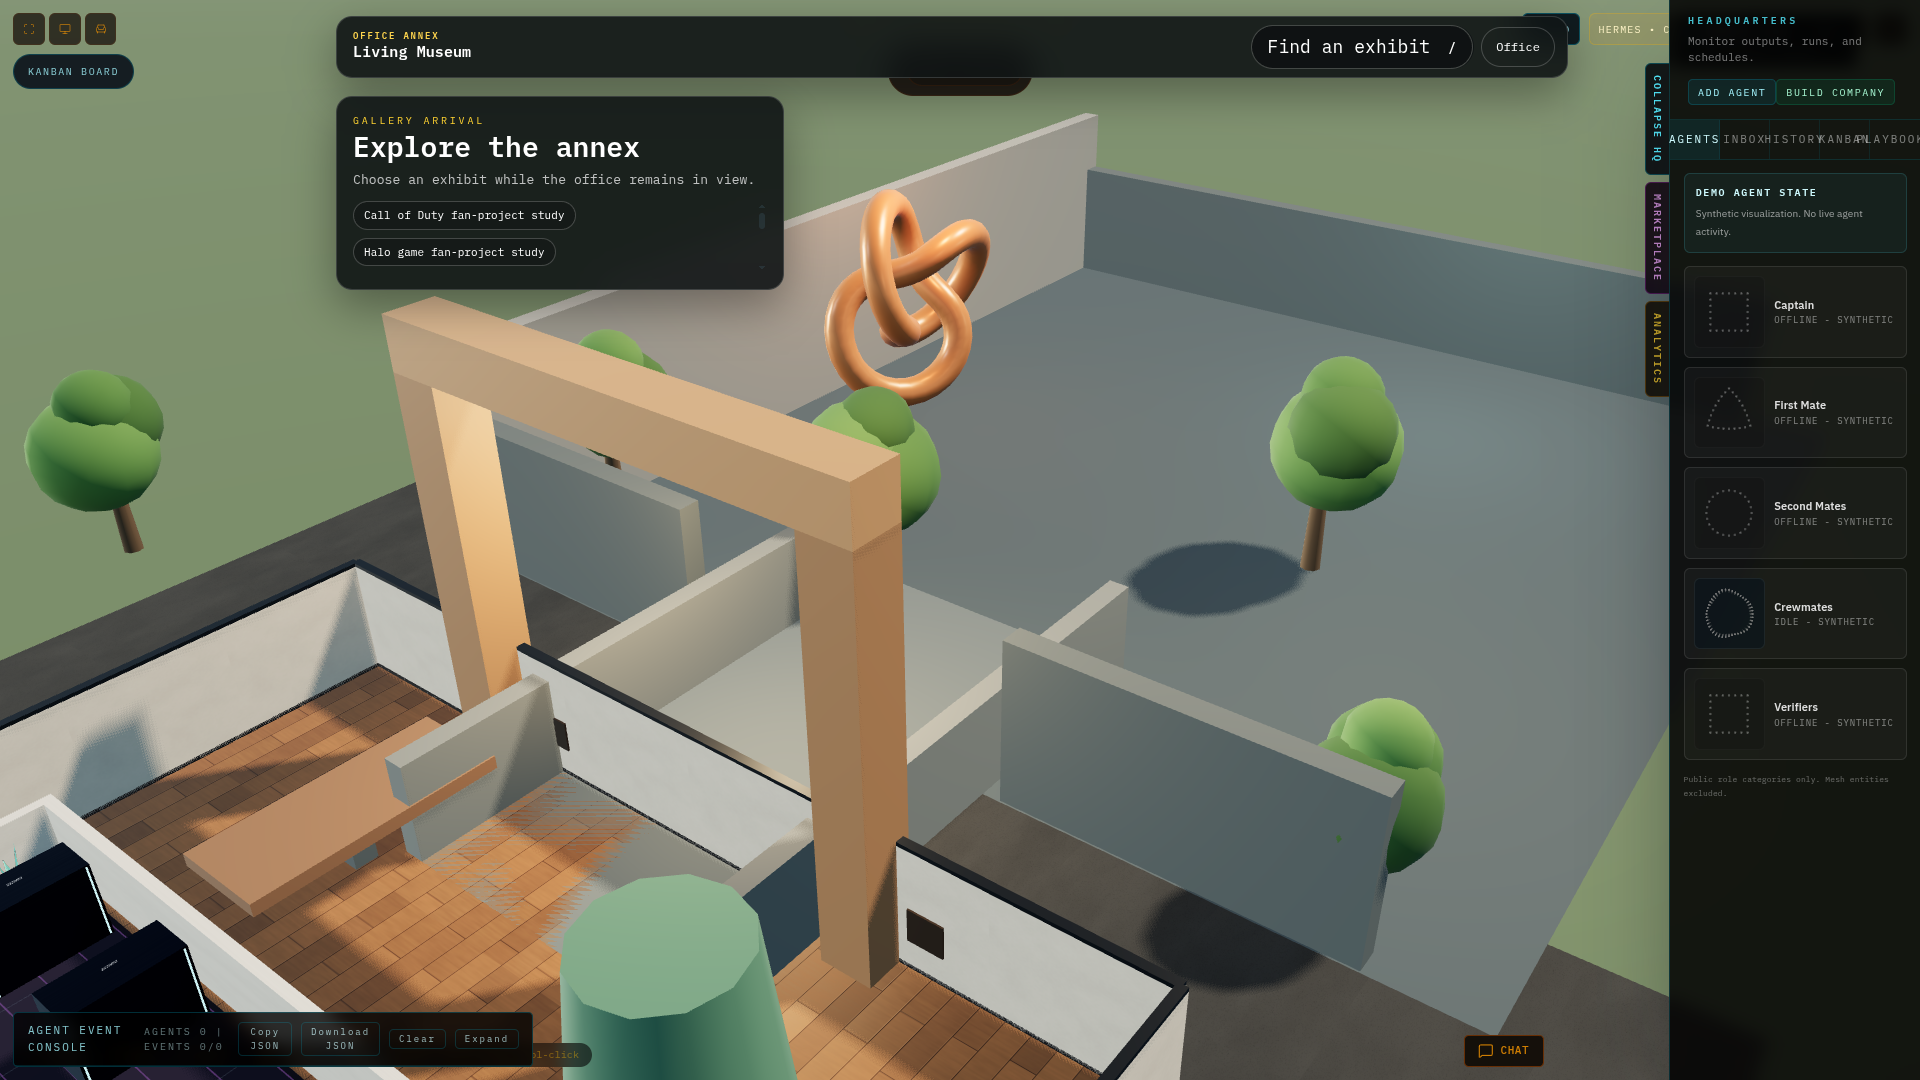 KANBAN BOARD
OFFICE ANNEX
Living Museum
Find an exhibit /
Office
HERMES • C
GALLERY ARRIVAL
Explore the annex
Choose an exhibit while the office remains in view.
Call of Duty fan-project study
Halo game fan-project study
COLLAPSE HQ
MARKETPLACE
ANALYTICS
HEADQUARTERS
Monitor outputs, runs, and
schedules.
ADD AGENT
BUILD COMPANY
AGENTS INBOX HISTORY KANBAN PLAYBOOK
DEMO AGENT STATE
Synthetic visualization. No live agent
activity.
Captain
OFFLINE - SYNTHETIC
First Mate
OFFLINE - SYNTHETIC
Second Mates
OFFLINE - SYNTHETIC
Crewmates
IDLE - SYNTHETIC
Verifiers
OFFLINE - SYNTHETIC
Public role categories only. Mesh entities
excluded.
AGENT EVENT
CONSOLE
AGENTS 0 |
EVENTS 0/0
Copy
JSON
Download
JSON
Clear
Expand
ol-click
CHAT